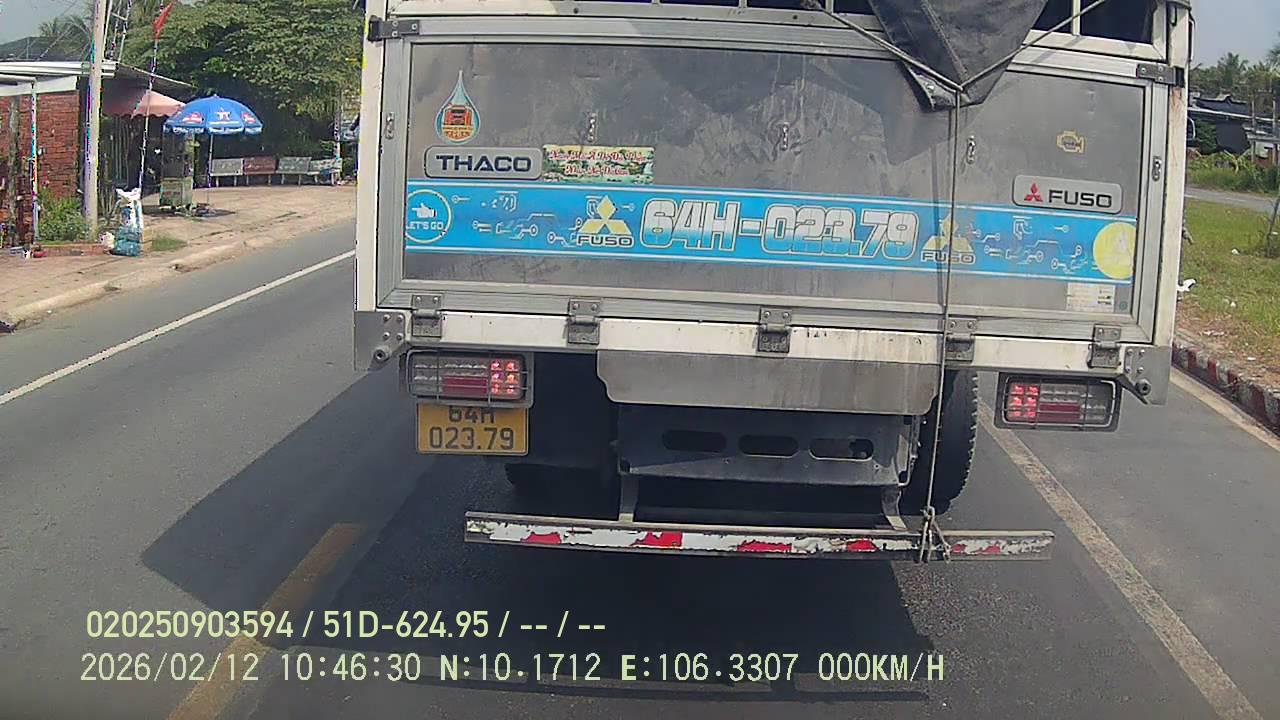 THACO
FUSO
LET'S GO
FUSO
64H-023.79
FUSO
64H
023.79
020250903594 / 51D-624.95 / -- / --
2026/02/12 10:46:30 N:10.1712 E:106.3307 000KM/H